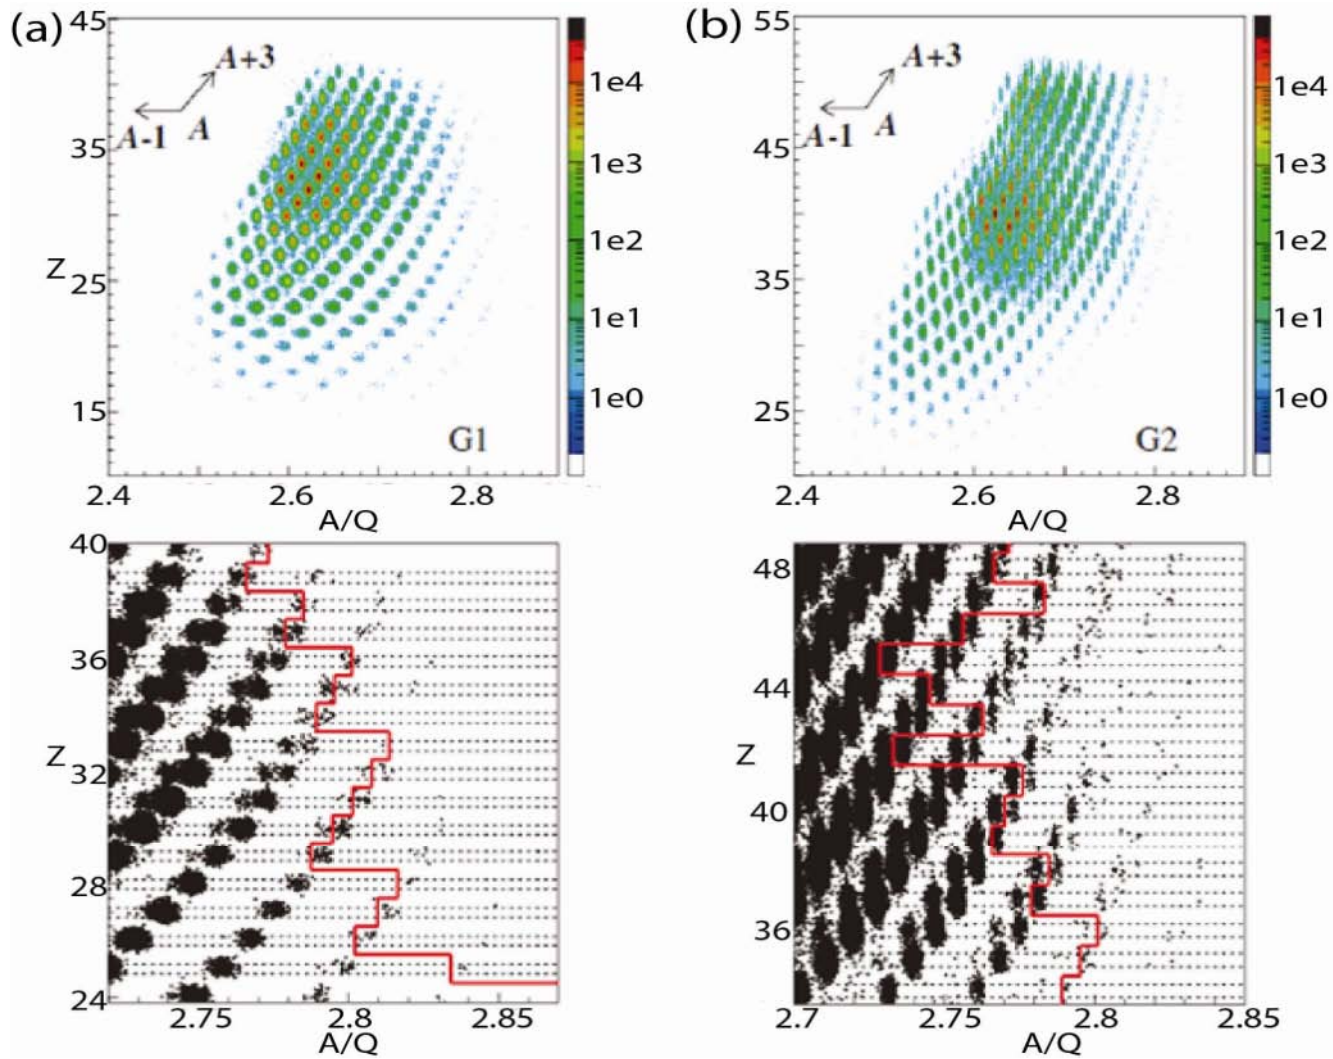 (a)
45
35
Z
25
15
A+3
A-1 A
G1
2.4 2.6 2.8
A/Q
1e4
1e3
1e2
1e1
1e0
(b)
55
45
35
25
A+3
A-1 A
G2
2.4 2.6 2.8
A/Q
1e4
1e3
1e2
1e1
1e0
40
36
Z
32
28
24
2.75 2.8 2.85
A/Q
48
44
Z
40
36
2.7 2.75 2.8 2.85
A/Q